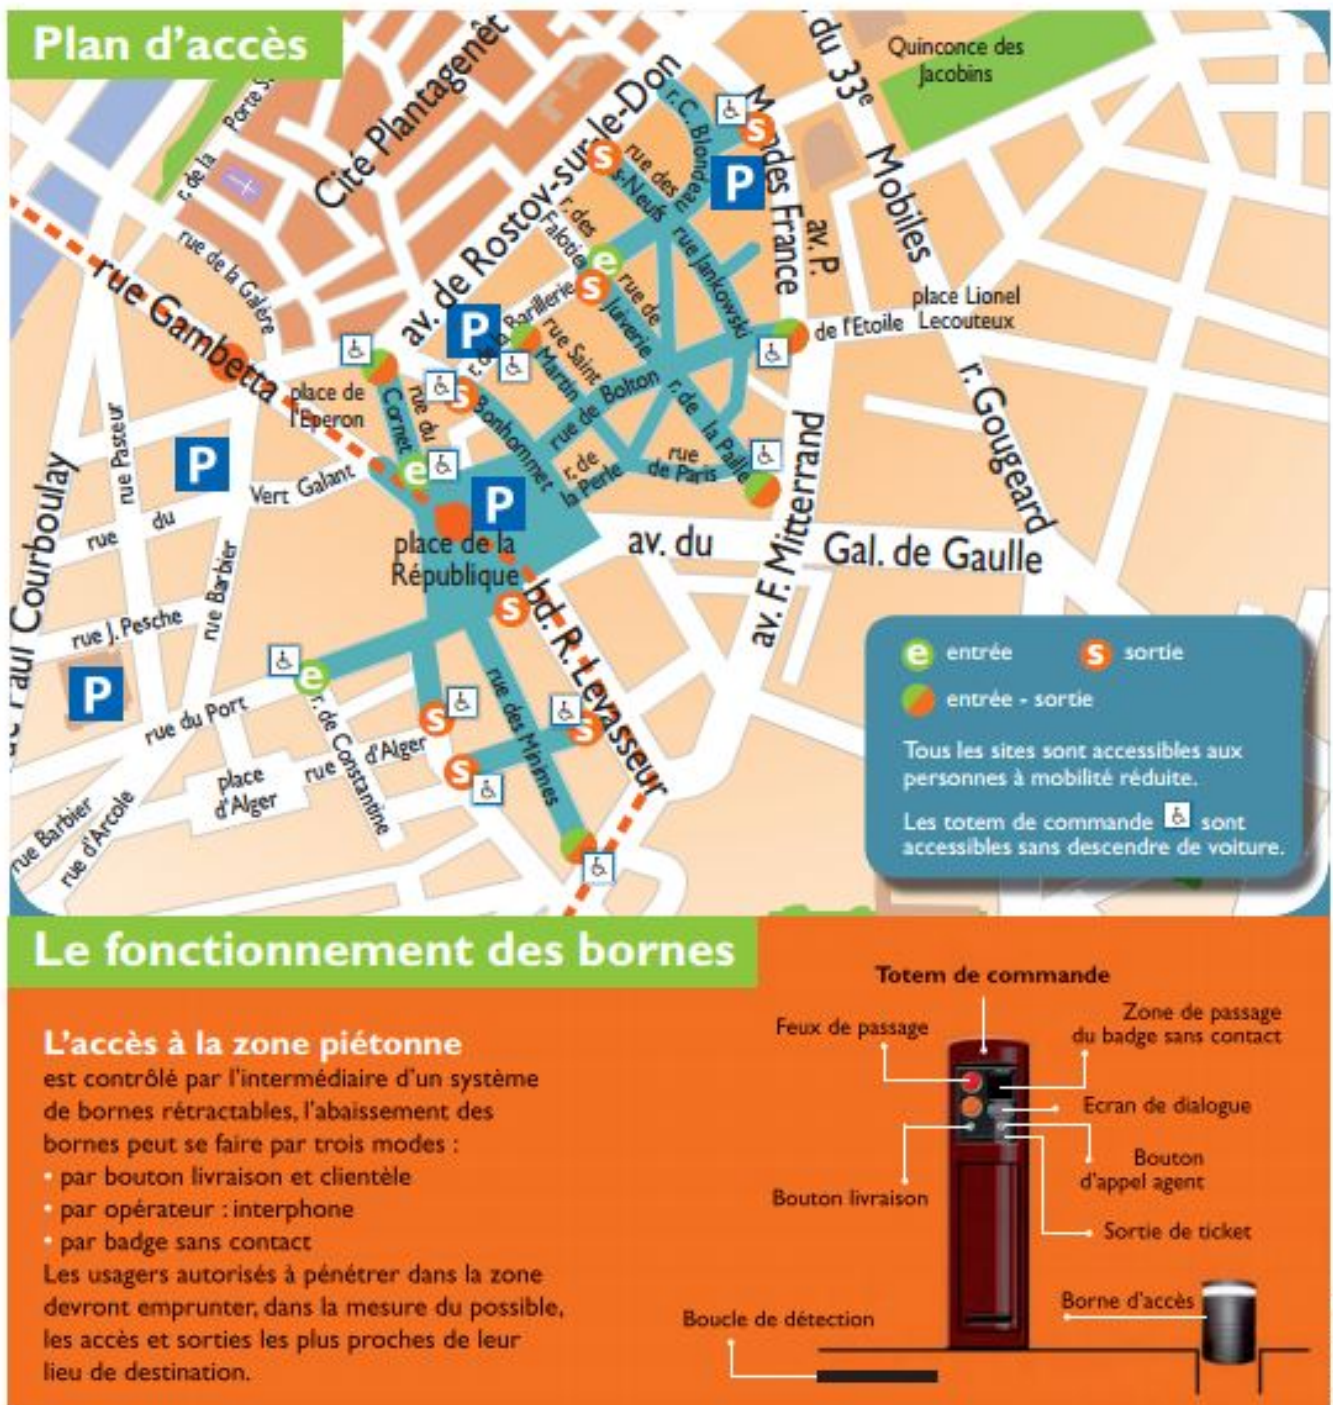 Plan d'accès
Quinconce des
Jacobins
du 33e Mobiles
Cité Plantagenêt
r. de la
Porte S
r. C. Blondeau
av. de Rostov-sur-le-Don
Mendes France
av. P.
rue des
s-Neufs
r. des
Falotie
rue Jankowski
rue de la Galère
rue Gambetta
rue de
Juiverie
Barillerie
place Lionel
Lecouteux
de l'Etoile
rue Saint
Martin
place de
l'Eperon
rue du
Cornet
Bonhommet
rue de Bolton
r. de la Paille
r. Gougeard
r. de
la Perle
rue
de Paris
rue Pasteur
Vert Galant
rue du
Paul Courboulay
rue Barbier
place de la
République
av. du
Gal. de Gaulle
av. F. Mitterrand
rue J. Pesche
bd. R. Levasseur
rue des Minimes
rue du Port
r. de Constantine
rue d'Alger
place
d'Alger
rue Barbier
rue d'Arcole
P
P
P
P
P
e entrée
s sortie
entrée - sortie
Tous les sites sont accessibles aux
personnes à mobilité réduite.
Les totem de commande sont
accessibles sans descendre de voiture.
Le fonctionnement des bornes
L'accès à la zone piétonne
est contrôlé par l'intermédiaire d'un système
de bornes rétractables, l'abaissement des
bornes peut se faire par trois modes :
• par bouton livraison et clientèle
• par opérateur : interphone
• par badge sans contact
Les usagers autorisés à pénétrer dans la zone
devront emprunter, dans la mesure du possible,
les accès et sorties les plus proches de leur
lieu de destination.
Totem de commande
Feux de passage
Zone de passage
du badge sans contact
Ecran de dialogue
Bouton
d'appel agent
Bouton livraison
Sortie de ticket
Borne d'accès
Boucle de détection